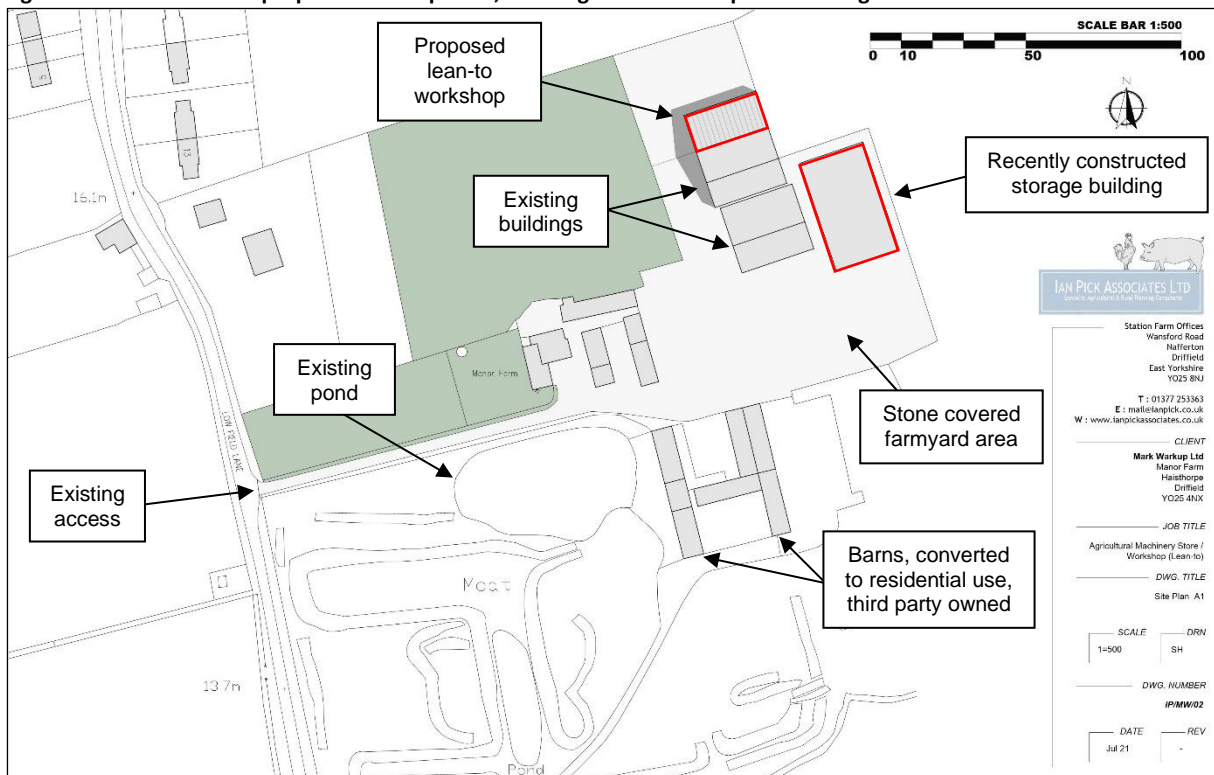 SCALE BAR 1:500
0 10 50 100
N
Proposed
lean-to
workshop
Recently constructed
storage building
Existing
buildings
16.1m
13
Existing
pond
Manor Farm
Stone covered
farmyard area
LOW FIELD LANE
Existing
access
Barns, converted
to residential use,
third party owned
Moat
13.7m
Pond
IAN PICK ASSOCIATES LTD
Specialist Agricultural & Rural Planning Consultants
Station Farm Offices
Wansford Road
Nafferton
Driffield
East Yorkshire
YO25 8NJ
T : 01377 253363
E : mail@ianpick.co.uk
W : www.ianpickassociates.co.uk
CLIENT
Mark Warkup Ltd
Manor Farm
Haisthorpe
Driffield
YO25 4NX
JOB TITLE
Agricultural Machinery Store /
Workshop (Lean-to)
DWG. TITLE
Site Plan A1
SCALE DRN
1=500 SH
DWG. NUMBER
IP/MW/02
DATE REV
Jul 21 -